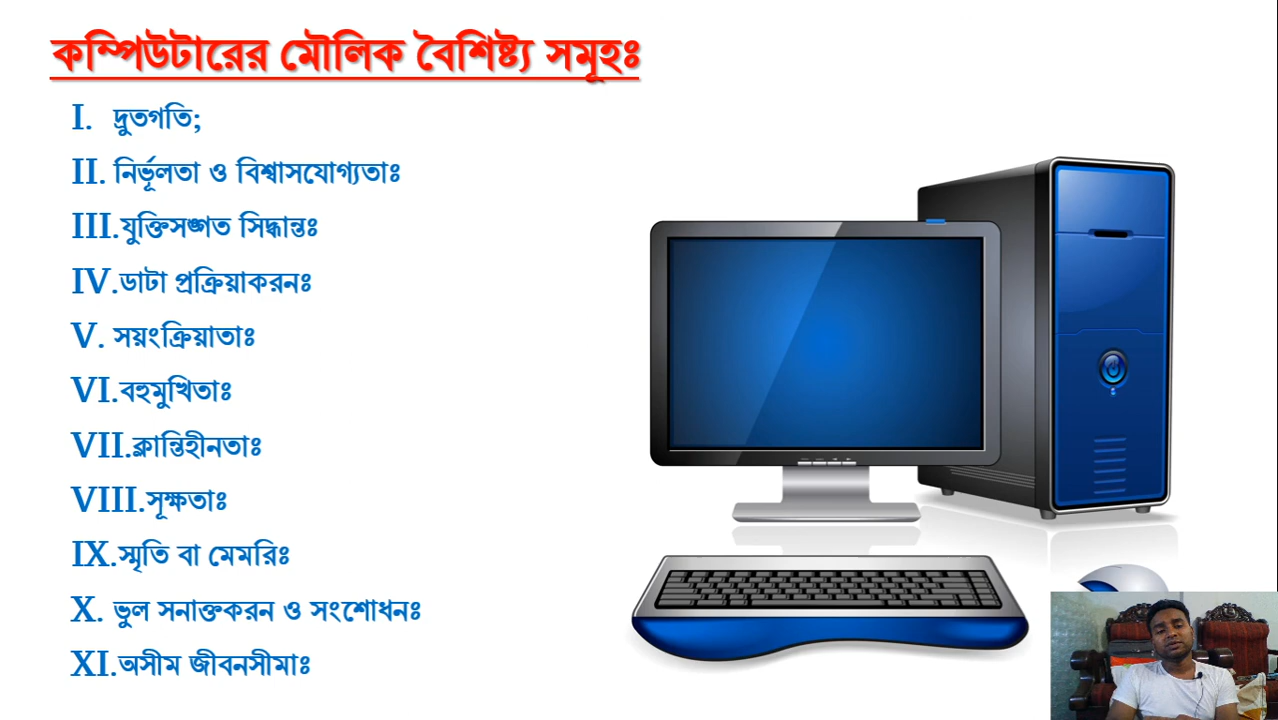 কম্পিউটারের মৌলিক বৈশিষ্ট্য সমূহঃ
I. দ্রুতগতি;
II. নির্ভূলতা ও বিশ্বাসযোগ্যতাঃ
III.যুক্তিসঙ্গত সিদ্ধান্তঃ
IV.ডাটা প্রক্রিয়াকরনঃ
V. সয়ংক্রিয়াতাঃ
VI.বহুমুখিতাঃ
VII.ক্লান্তিহীনতাঃ
VIII.সূক্ষতাঃ
IX.স্মৃতি বা মেমরিঃ
X. ভুল সনাক্তকরন ও সংশোধনঃ
XI.অসীম জীবনসীমাঃ